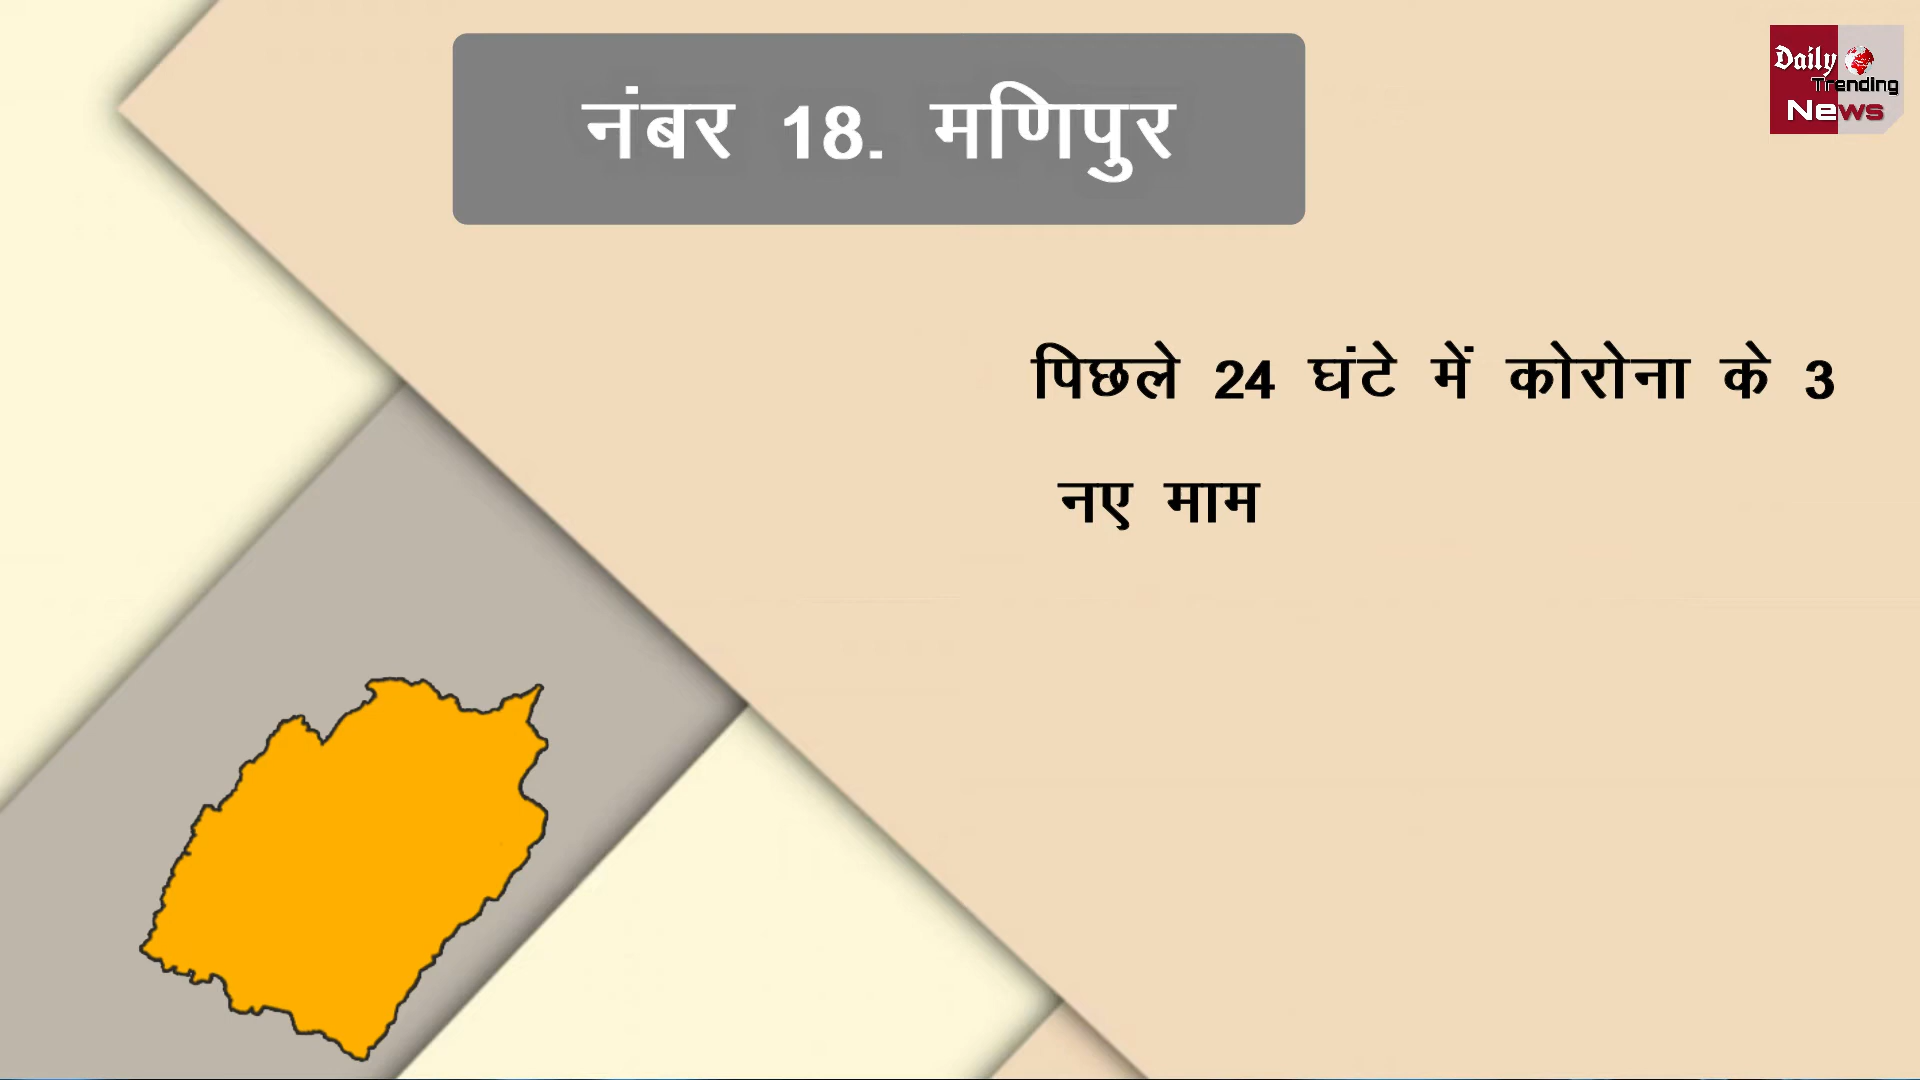 नंबर 18. मणिपुर
Daily
Trending
News
पिछले 24 घंटे में कोरोना के 3
नए माम